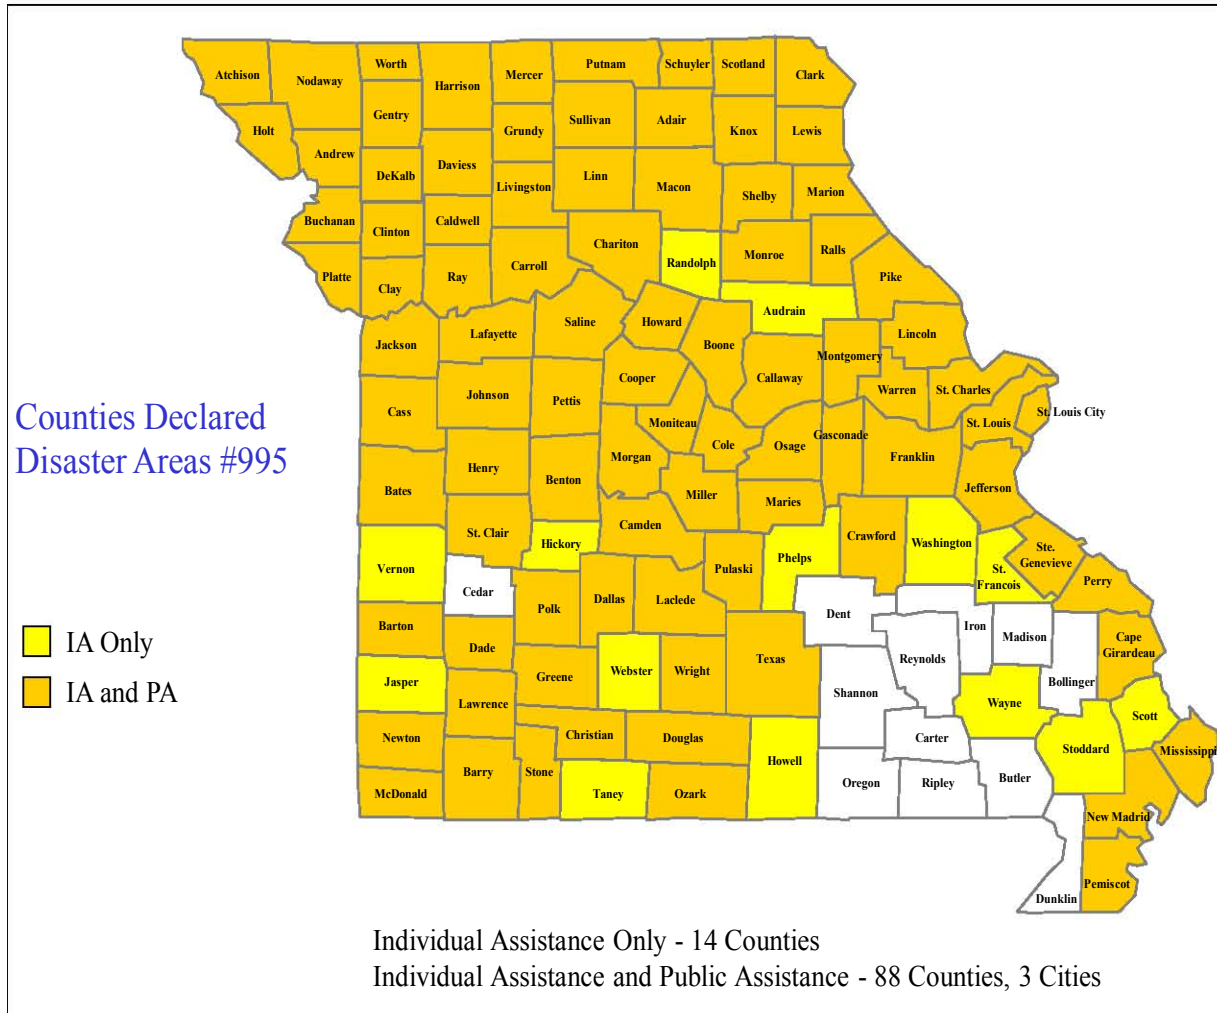 Atchison
Nodaway
Worth
Harrison
Mercer
Putnam
Schuyler
Scotland
Clark
Holt
Andrew
Gentry
DeKalb
Daviess
Grundy
Sullivan
Adair
Knox
Lewis
Livingston
Linn
Macon
Shelby
Marion
Buchanan
Clinton
Caldwell
Platte
Clay
Ray
Carroll
Chariton
Randolph
Monroe
Ralls
Pike
Audrain
Jackson
Lafayette
Saline
Howard
Boone
Callaway
Montgomery
Lincoln
Warren
St. Charles
St. Louis
St. Louis City
Cass
Johnson
Pettis
Cooper
Moniteau
Cole
Osage
Gasconade
Franklin
Jefferson
Counties Declared
Disaster Areas #995
Bates
Henry
Benton
Morgan
Miller
Maries
Camden
St. Clair
Hickory
Vernon
Cedar
Polk
Dallas
Laclede
Pulaski
Phelps
Crawford
Washington
St.
Francois
Ste.
Genevieve
Perry
Dent
Iron
Madison
Bollinger
Cape
Girardeau
Reynolds
Shannon
Texas
Barton
Dade
Greene
Webster
Wright
IA Only
IA and PA
Jasper
Lawrence
Newton
Christian
Douglas
Howell
Carter
Wayne
Stoddard
Scott
Mississippi
McDonald
Barry
Stone
Taney
Ozark
Oregon
Ripley
Butler
New Madrid
Pemiscot
Dunklin
Individual Assistance Only - 14 Counties
Individual Assistance and Public Assistance - 88 Counties, 3 Cities